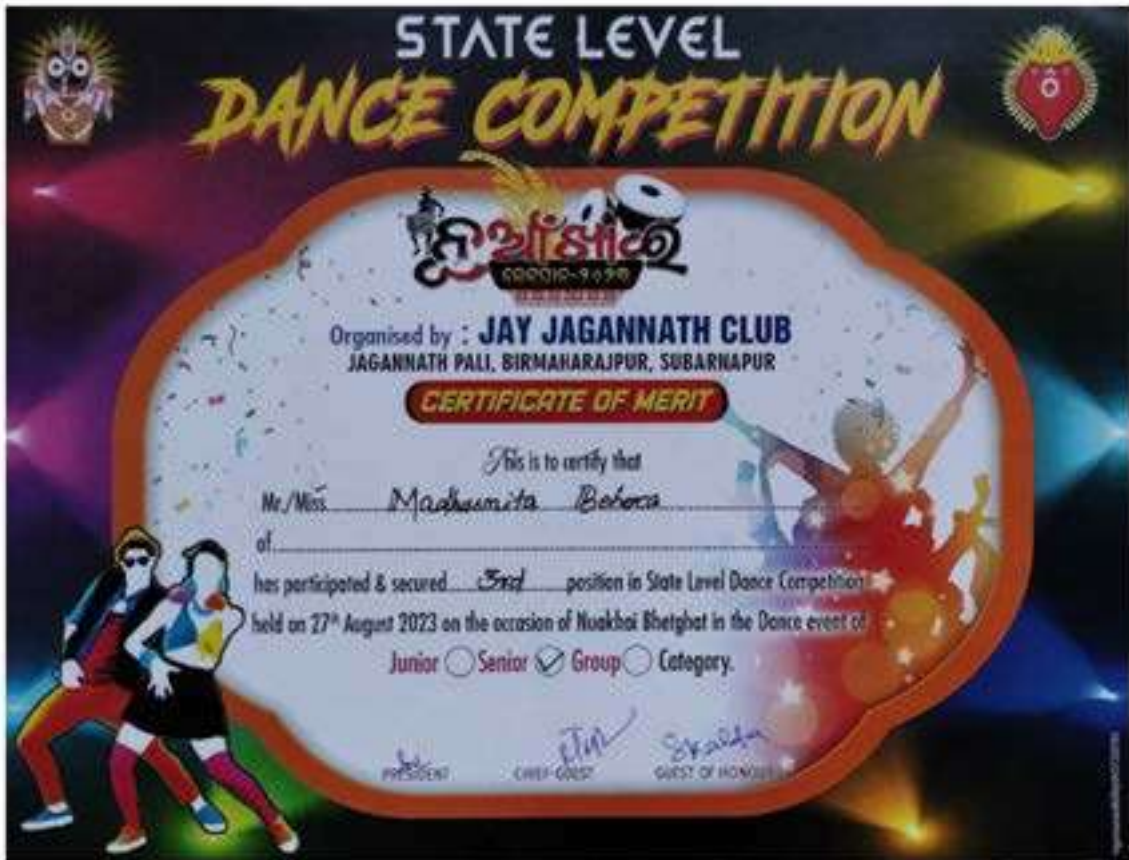 STATE LEVEL
DANCE COMPETITION
Organised by : JAY JAGANNATH CLUB
JAGANNATH PALI, BIRMAHARAJPUR, SUBARNAPUR
CERTIFICATE OF MERIT
This is to certify that
Mr./Miss Madhusmita Behera
of
has participated & secured 3rd position in State Level Dance Competition
held on 27th August 2023 on the occasion of Nuakhai Bhetghat in the Dance event of
Junior Senior Group Category.
PRESIDENT CHIEF GUEST GUEST OF HONOUR